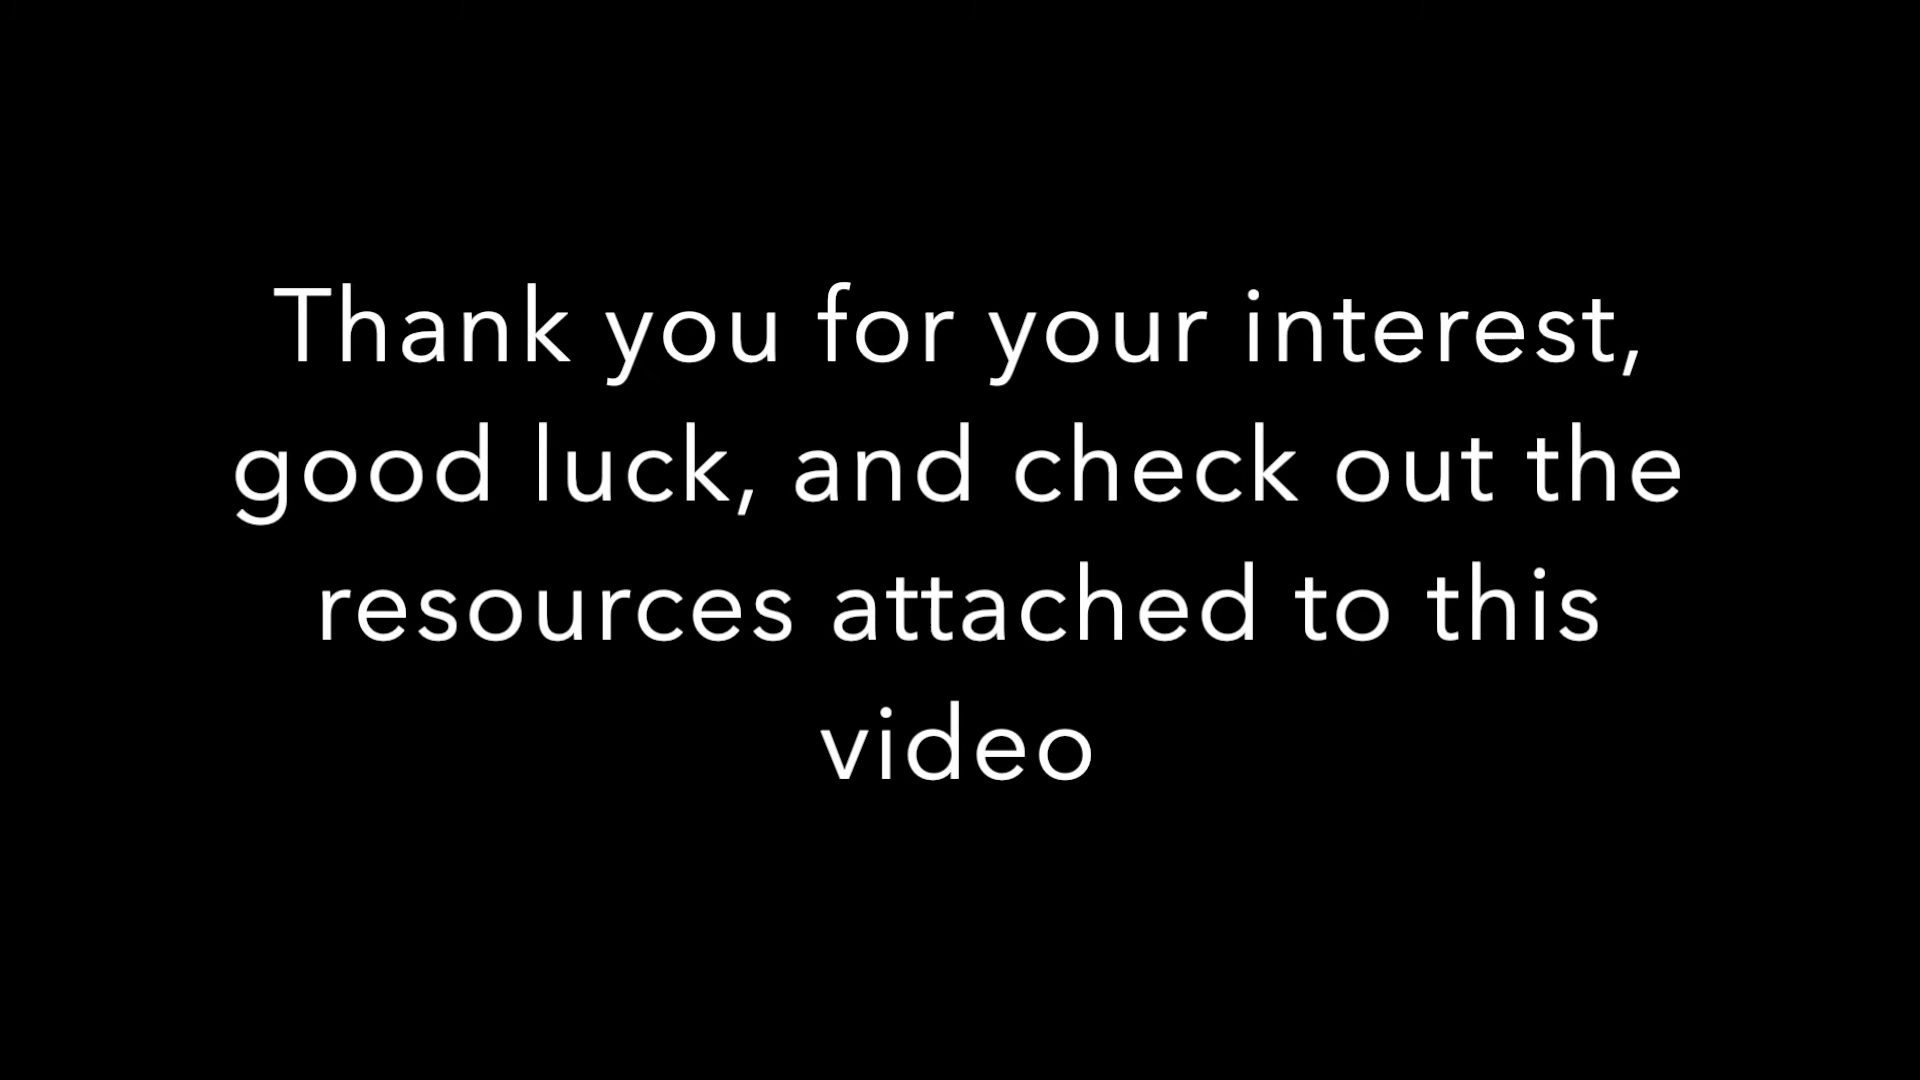 Thank you for your interest,
good luck, and check out the
resources attached to this
video